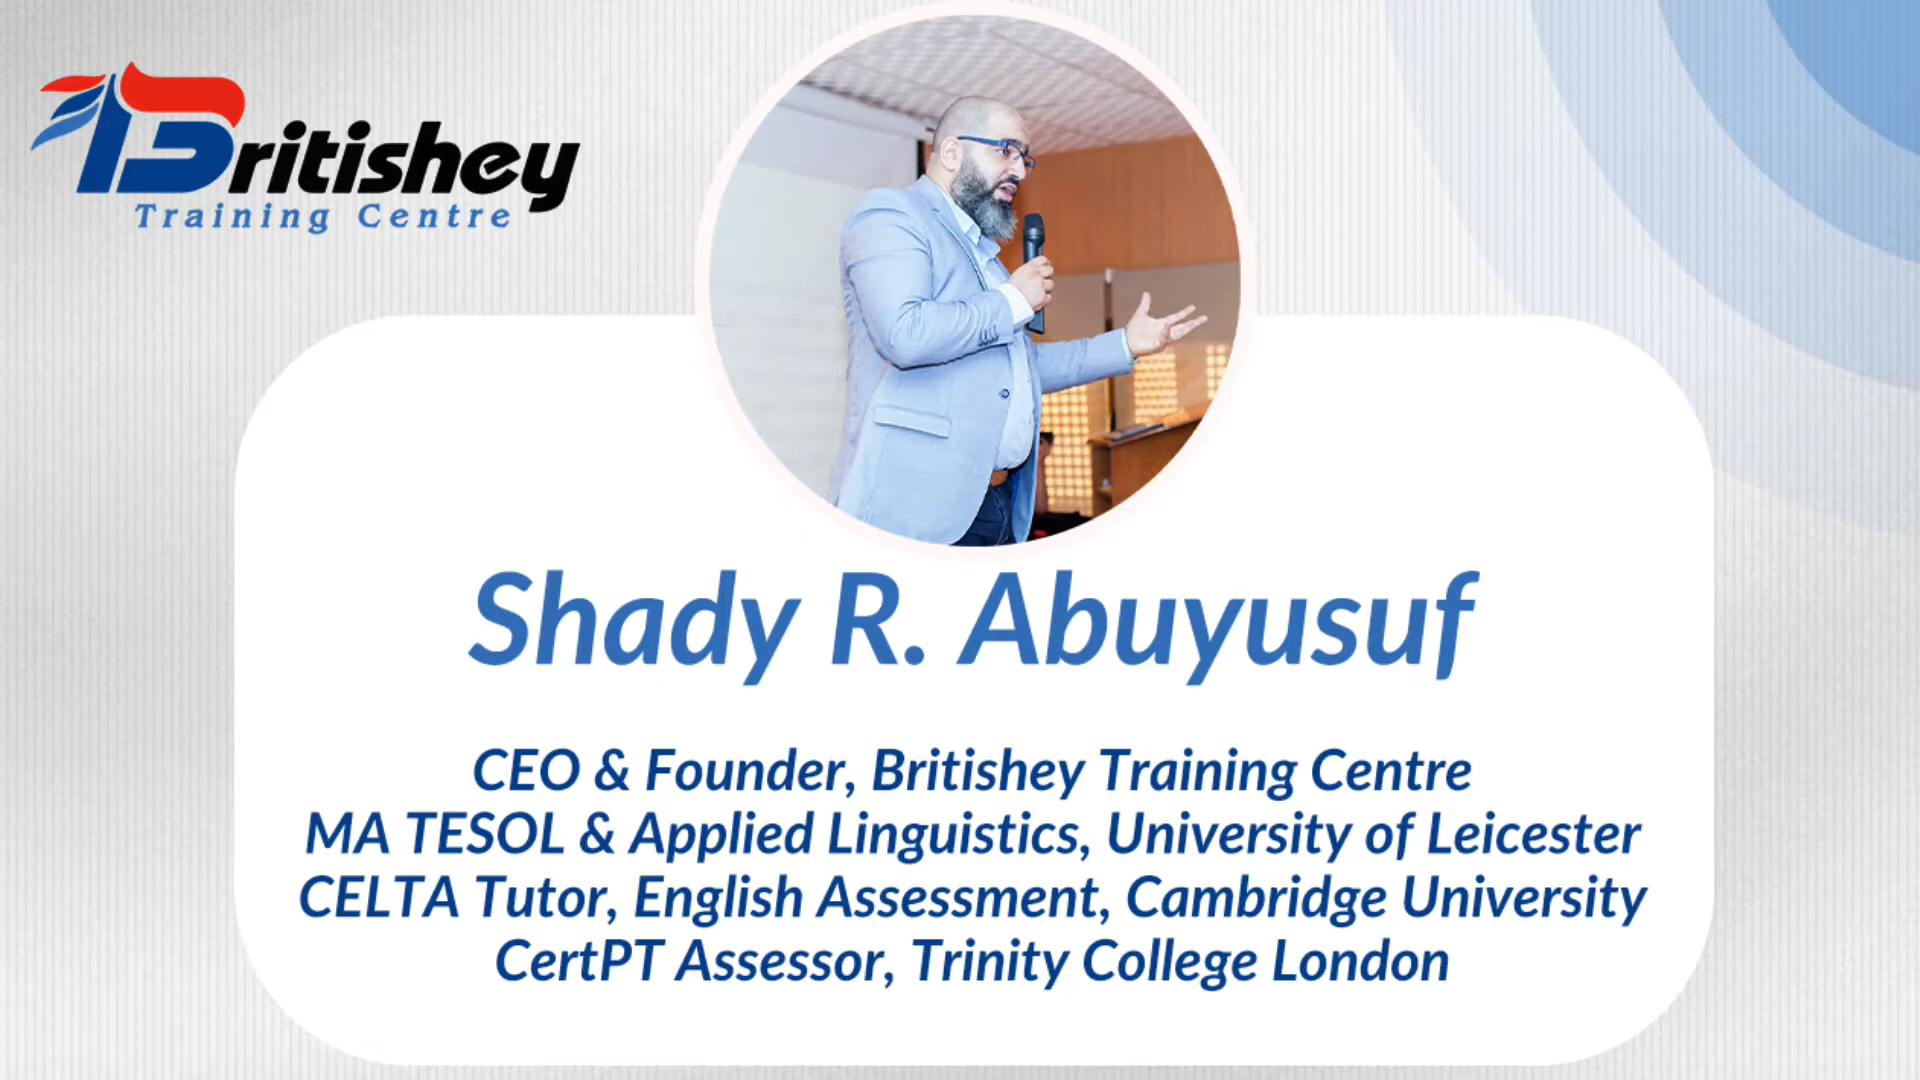 Britishey
Training Centre
Shady R. Abuyusuf
CEO & Founder, Britishey Training Centre
MA TESOL & Applied Linguistics, University of Leicester
CELTA Tutor, English Assessment, Cambridge University
CertPT Assessor, Trinity College London